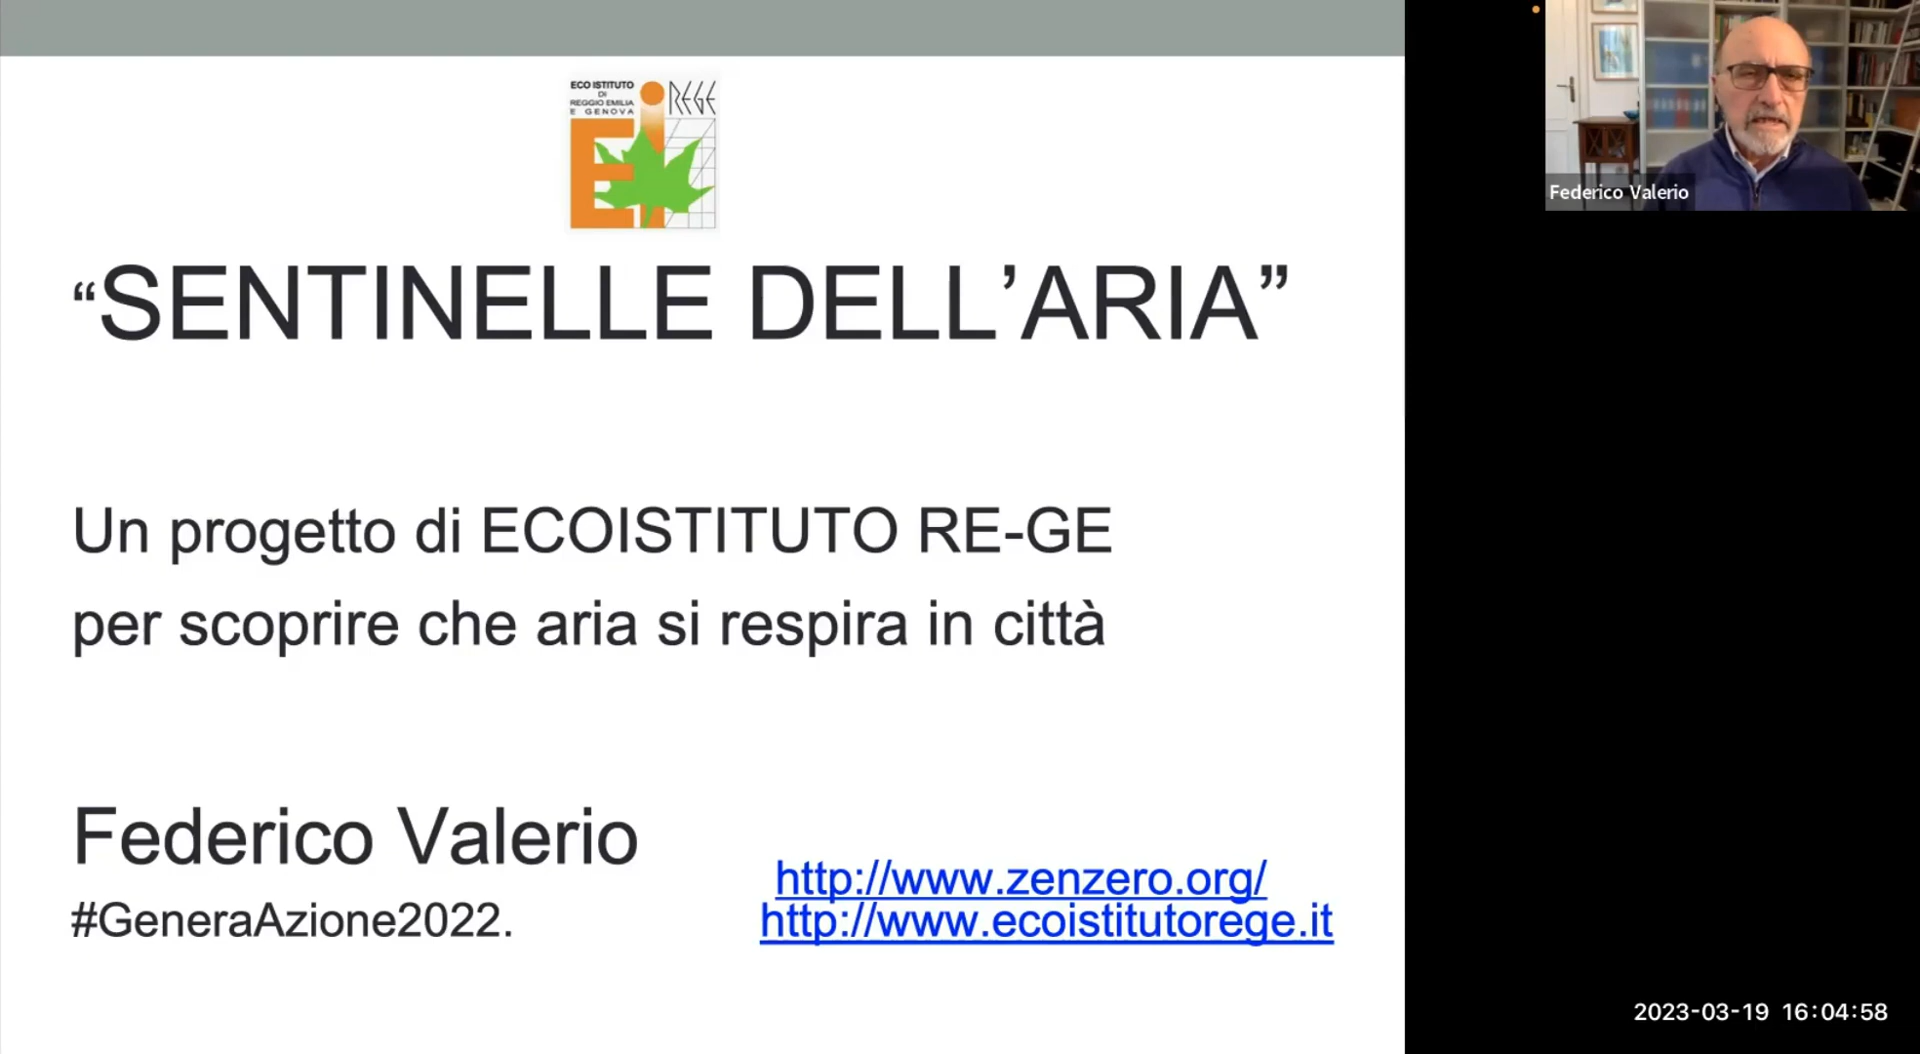 ECO ISTITUTO
DI
REGGIO EMILIA
E GENOVA
REGE
Ei
“SENTINELLE DELL’ARIA”
Un progetto di ECOISTITUTO RE-GE
per scoprire che aria si respira in città
Federico Valerio
#GeneraAzione2022.
http://www.zenzero.org/
http://www.ecoistitutorege.it
Federico Valerio
2023-03-19 16:04:58